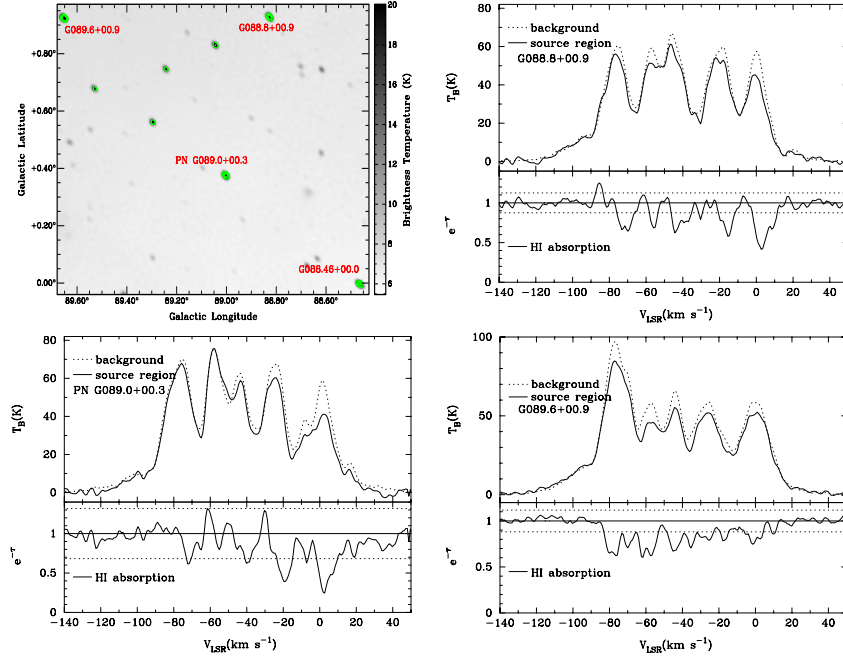 G089.6+00.9
G088.8+00.9
PN G089.0+00.3
G088.46+00.0
+0.80°
+0.60°
+0.40°
+0.20°
0.00°
Galactic Latitude
89.60°
89.40°
89.20°
89.00°
88.80°
88.60°
Galactic Longitude
20
18
16
14
12
10
8
6
Brightness Temperature (K)
background
source region
G088.8+00.9
80
60
40
20
0
T_B(K)
1
0.5
0
e^-τ
HI absorption
-140 -120 -100 -80 -60 -40 -20 0 20 40
V_LSR(km s⁻¹)
background
source region
PN G089.0+00.3
80
60
40
20
0
T_B(K)
1
0.5
0
e^-τ
HI absorption
-140 -120 -100 -80 -60 -40 -20 0 20 40
V_LSR(km s⁻¹)
background
source region
G089.6+00.9
100
50
0
T_B(K)
1
0.5
0
e^-τ
HI absorption
-140 -120 -100 -80 -60 -40 -20 0 20 40
V_LSR(km s⁻¹)